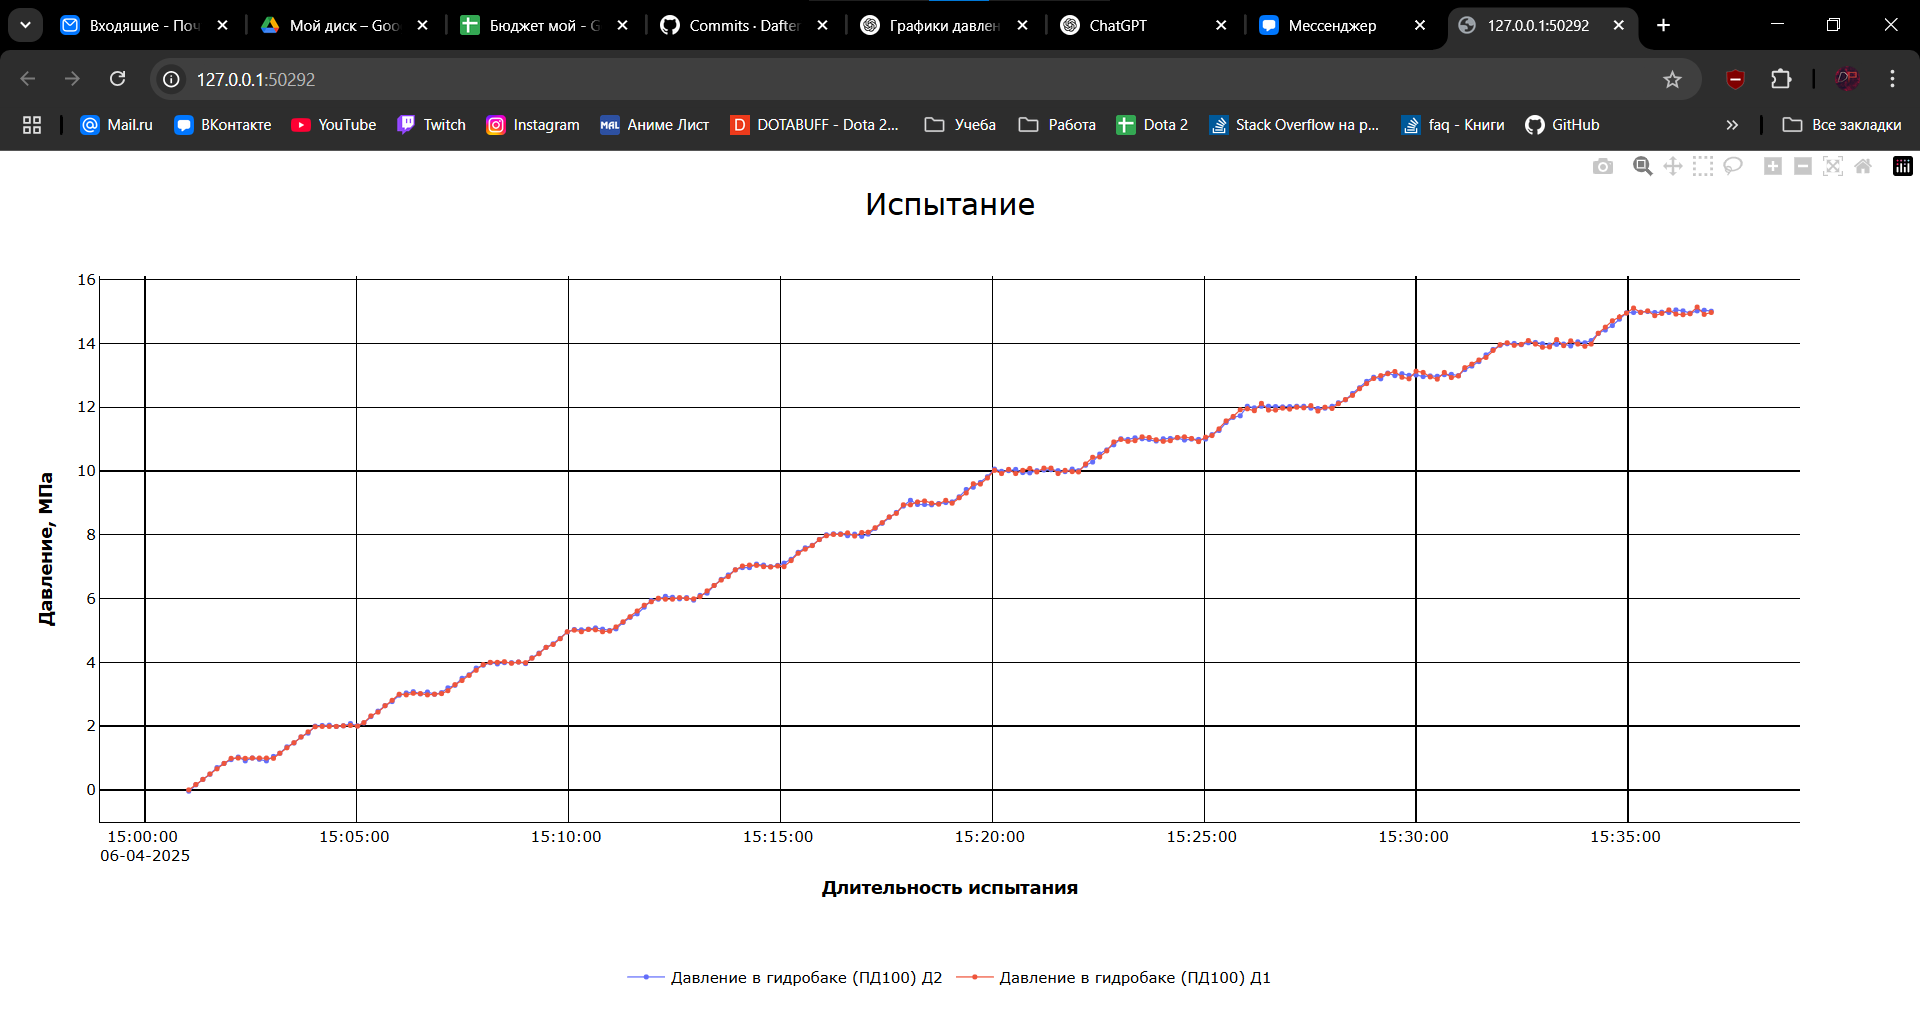 Входящие - Поч
Мой диск – Goo
Бюджет мой - G
Commits · Dafter
Графики давлен
ChatGPT
Мессенджер
127.0.0.1:50292
127.0.0.1:50292
Mail.ru
ВКонтакте
YouTube
Twitch
Instagram
MAL
Аниме Лист
D
DOTABUFF - Dota 2...
Учеба
Работа
Dota 2
Stack Overflow на р...
faq - Книги
GitHub
Все закладки
Испытание
16
14
12
10
8
6
4
2
0
Давление, МПа
15:00:00
06-04-2025
15:05:00
15:10:00
15:15:00
15:20:00
15:25:00
15:30:00
15:35:00
Длительность испытания
Давление в гидробаке (ПД100) Д2
Давление в гидробаке (ПД100) Д1